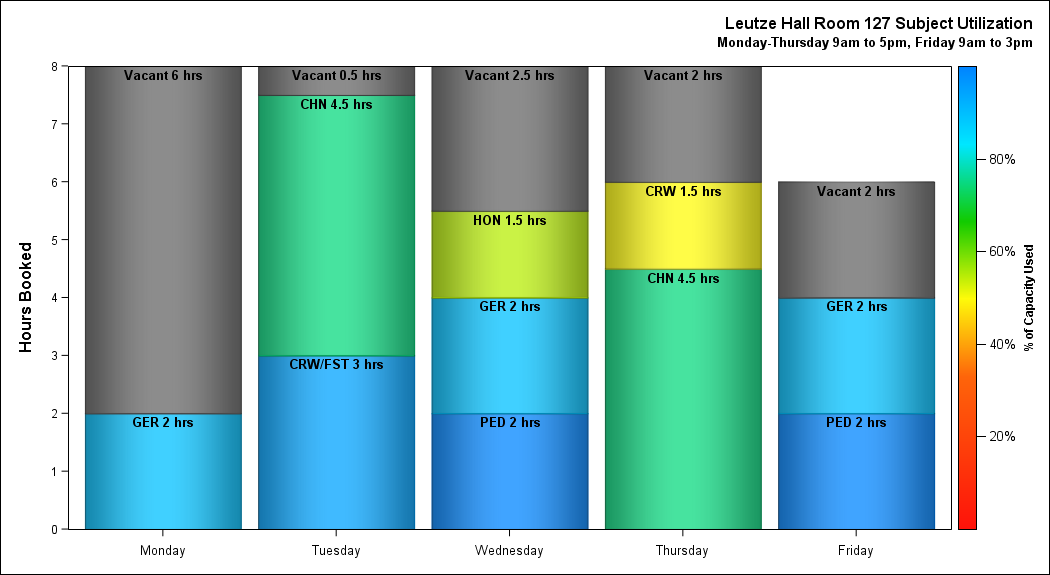 Leutze Hall Room 127 Subject Utilization
Monday-Thursday 9am to 5pm, Friday 9am to 3pm
Hours Booked
8
7
6
5
4
3
2
1
0
Vacant 6 hrs
GER 2 hrs
Vacant 0.5 hrs
CHN 4.5 hrs
CRW/FST 3 hrs
Vacant 2.5 hrs
HON 1.5 hrs
GER 2 hrs
PED 2 hrs
Vacant 2 hrs
CRW 1.5 hrs
CHN 4.5 hrs
Vacant 2 hrs
GER 2 hrs
PED 2 hrs
Monday
Tuesday
Wednesday
Thursday
Friday
80%
60%
40%
20%
% of Capacity Used